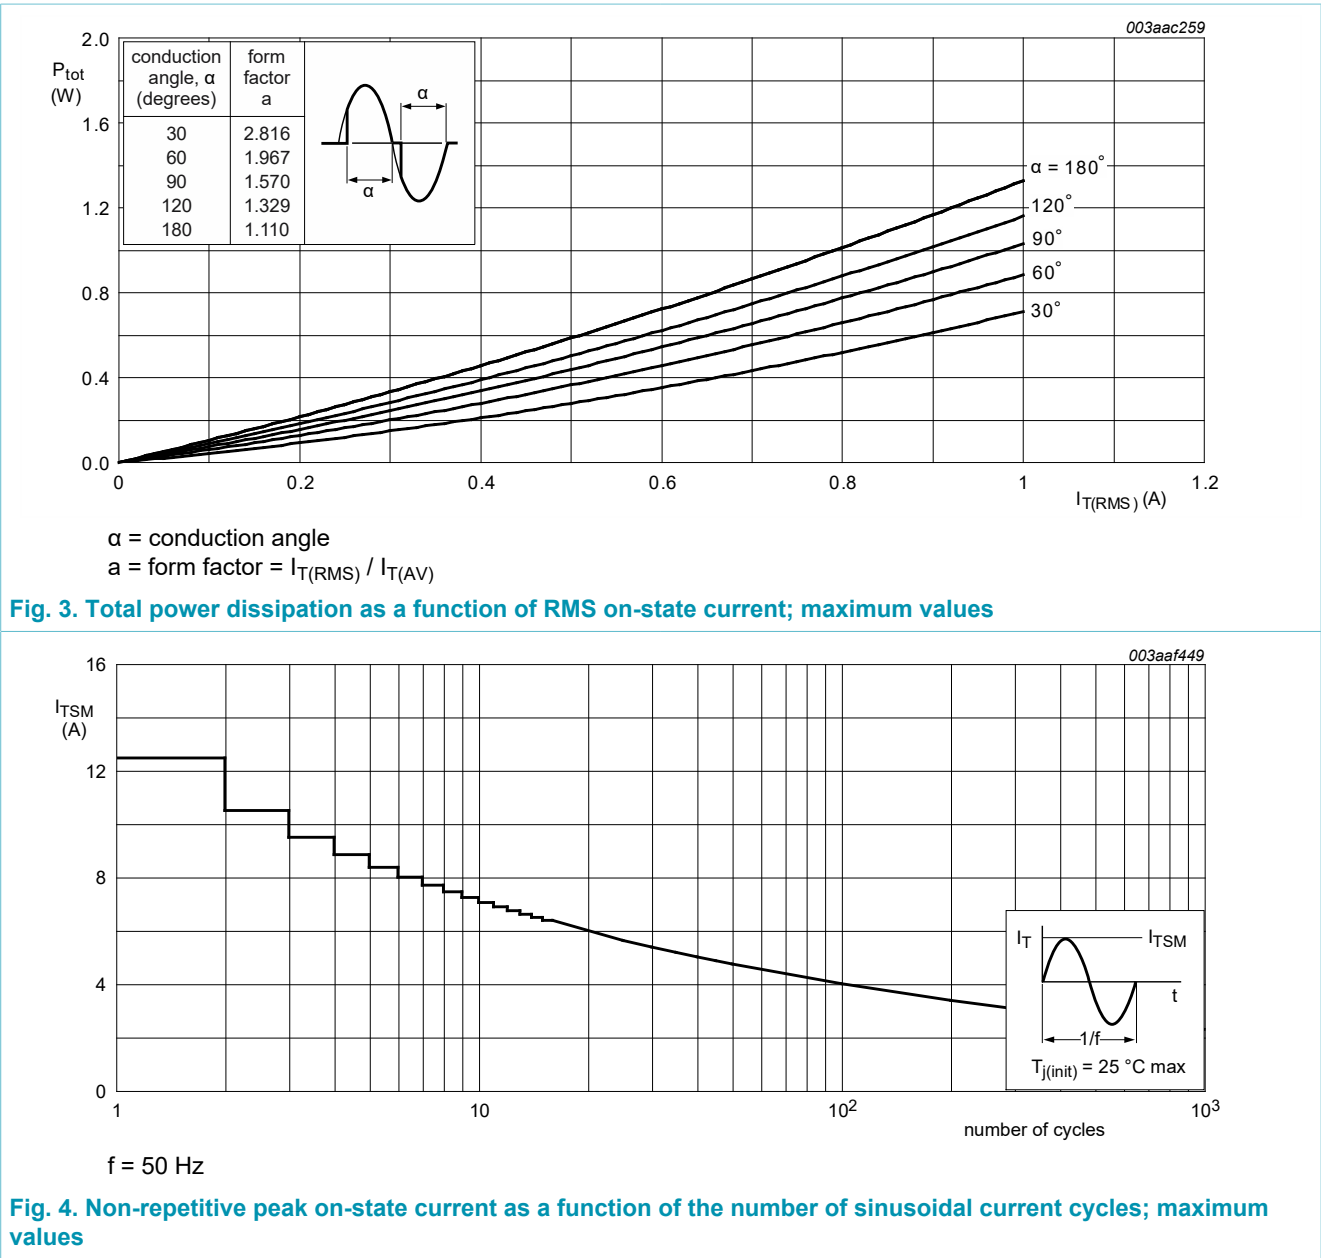 003aac259
2.0
Ptot
(W)
1.6
1.2
0.8
0.4
0.0
conduction angle, α (degrees) form factor a
30 2.816
60 1.967
90 1.570
120 1.329
180 1.110
α
α
α = 180°
120°
90°
60°
30°
0 0.2 0.4 0.6 0.8 1 1.2
IT(RMS) (A)
α = conduction angle
a = form factor = IT(RMS) / IT(AV)
Fig. 3. Total power dissipation as a function of RMS on-state current; maximum values
003aaf449
16
ITSM
(A)
12
8
4
0
IT
ITSM
t
1/f
Tj(init) = 25 °C max
1 10 10² 10³
number of cycles
f = 50 Hz
Fig. 4. Non-repetitive peak on-state current as a function of the number of sinusoidal current cycles; maximum
values